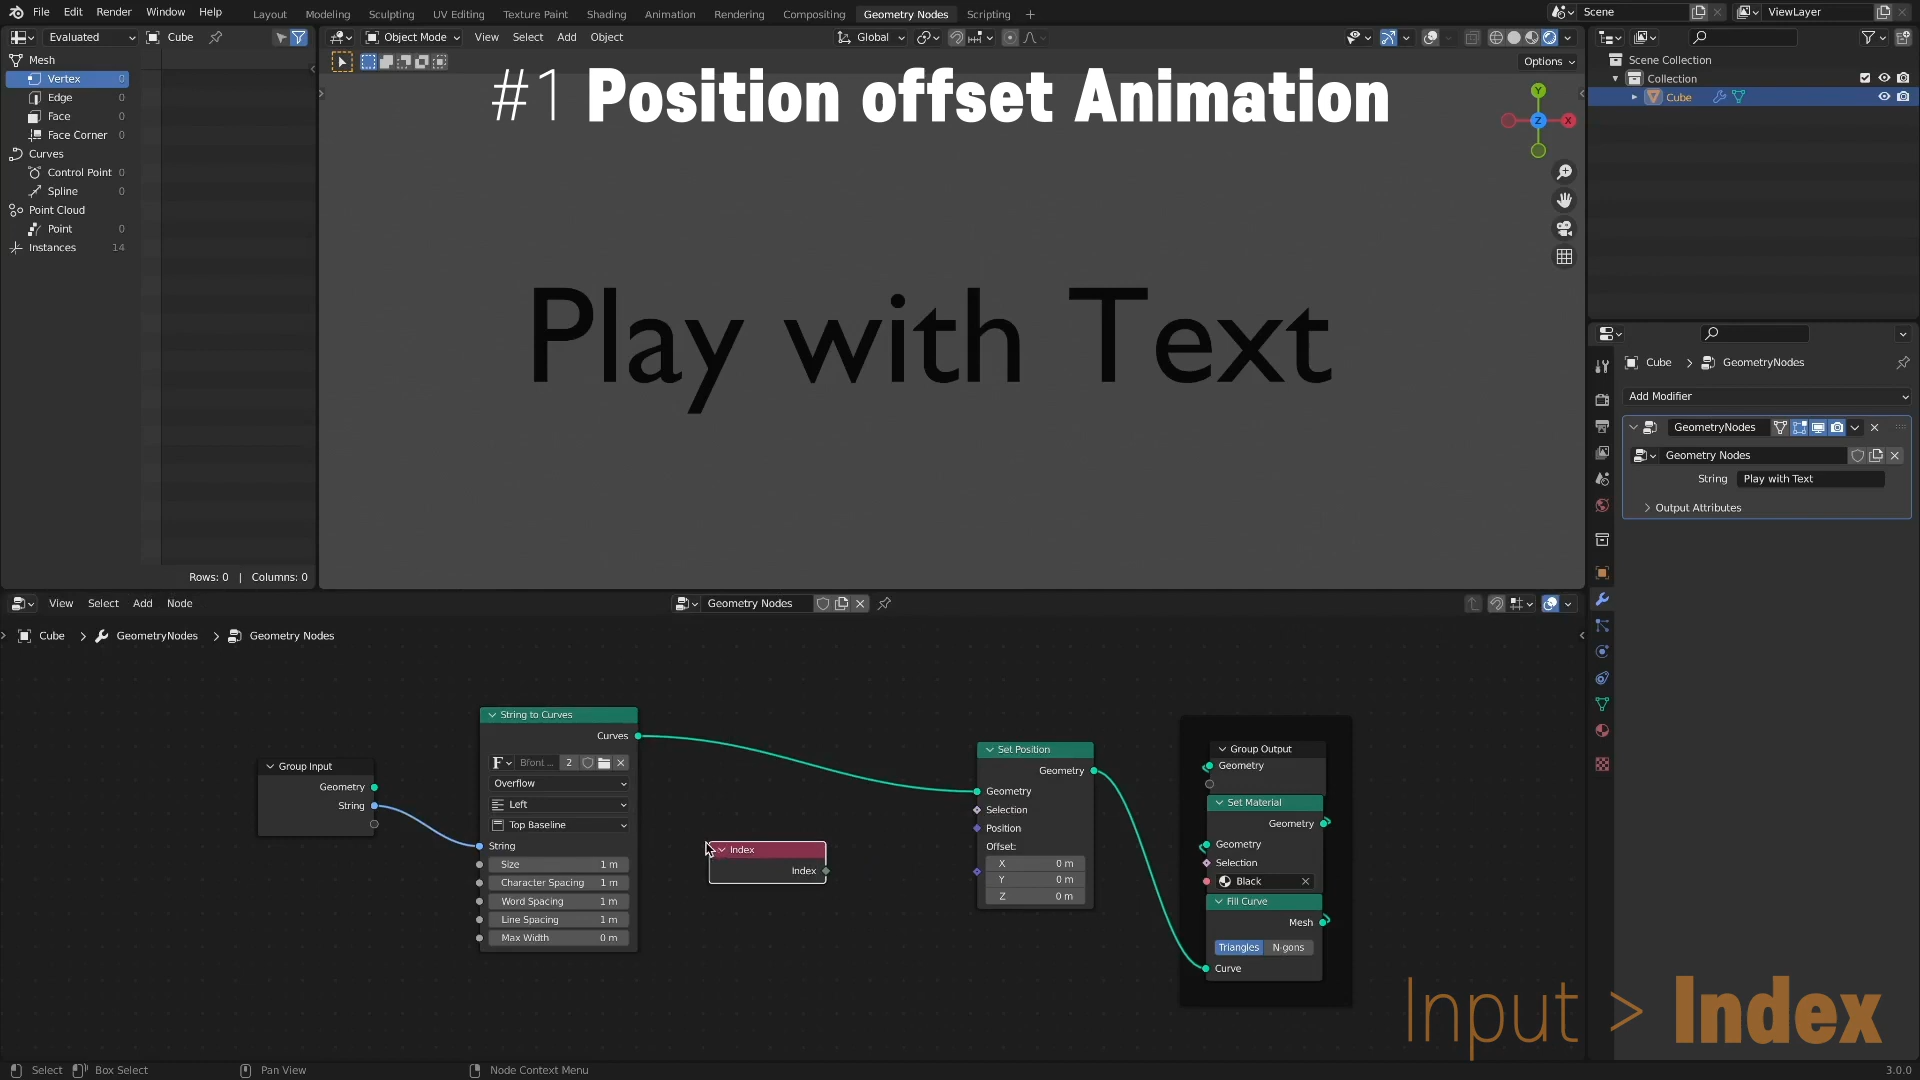 File Edit Render Window Help
Layout Modeling Sculpting UV Editing Texture Paint Shading Animation Rendering Compositing Geometry Nodes Scripting
Scene
ViewLayer
Evaluated
Cube
Object Mode View Select Add Object
Global
Options
#1 Position offset Animation
Mesh
Vertex 0
Edge 0
Face 0
Face Corner 0
Curves
Control Point 0
Spline 0
Point Cloud
Point 0
Instances 14
Rows: 0 | Columns: 0
Y
Z
X
Play with Text
Scene Collection
Collection
Cube
Cube > GeometryNodes
Add Modifier
GeometryNodes
Geometry Nodes
String Play with Text
Output Attributes
View Select Add Node
Geometry Nodes
Cube > GeometryNodes > Geometry Nodes
Group Input
Geometry
String
String to Curves
Curves
F Bfont ... 2
Overflow
Left
Top Baseline
String
Size 1 m
Character Spacing 1 m
Word Spacing 1 m
Line Spacing 1 m
Max Width 0 m
Index
Index
Set Position
Geometry
Geometry
Selection
Position
Offset:
X 0 m
Y 0 m
Z 0 m
Group Output
Geometry
Set Material
Geometry
Geometry
Selection
Black
Fill Curve
Mesh
Triangles N-gons
Curve
Input > Index
Select Box Select Pan View Node Context Menu
3.0.0